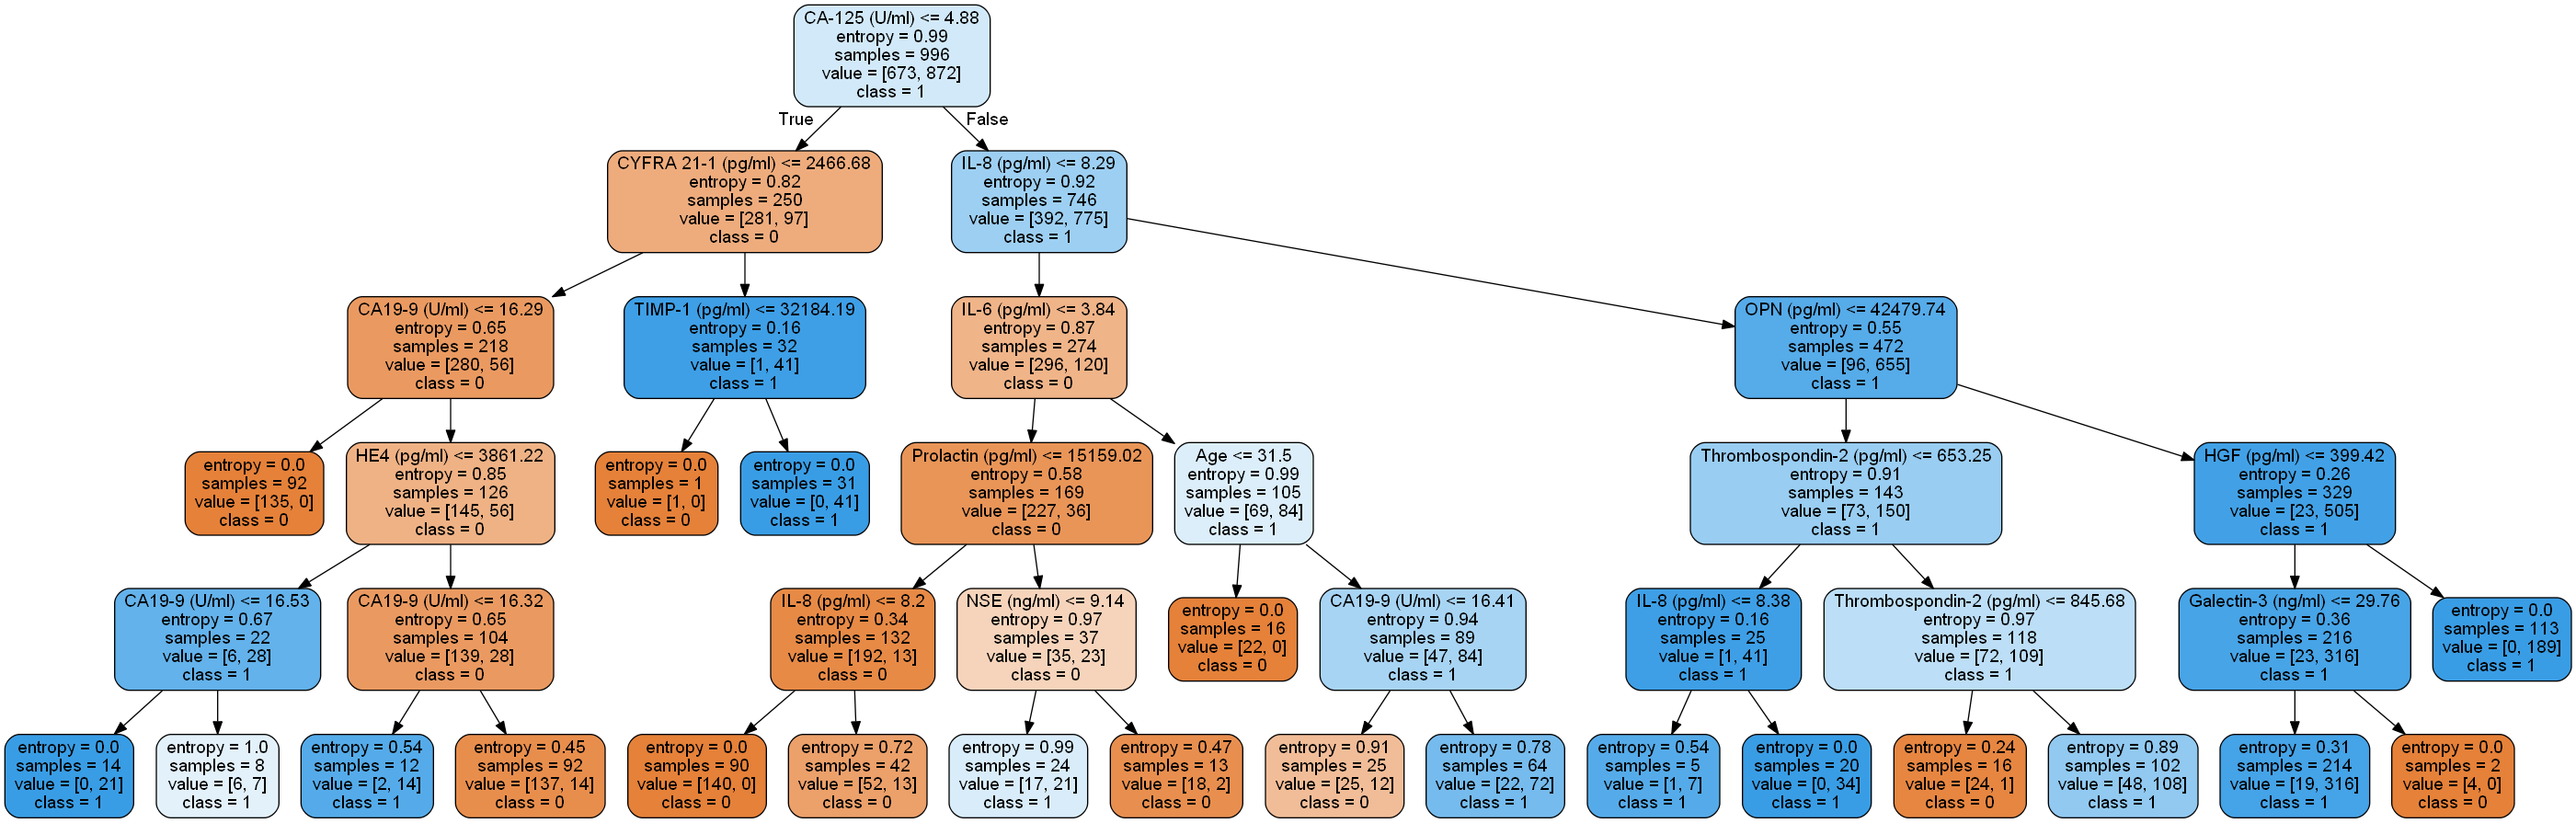 CA-125 (U/ml) <= 4.88
entropy = 0.99
samples = 996
value = [673, 872]
class = 1
True
False
CYFRA 21-1 (pg/ml) <= 2466.68
entropy = 0.82
samples = 250
value = [281, 97]
class = 0
IL-8 (pg/ml) <= 8.29
entropy = 0.92
samples = 746
value = [392, 775]
class = 1
CA19-9 (U/ml) <= 16.29
entropy = 0.65
samples = 218
value = [280, 56]
class = 0
TIMP-1 (pg/ml) <= 32184.19
entropy = 0.16
samples = 32
value = [1, 41]
class = 1
IL-6 (pg/ml) <= 3.84
entropy = 0.87
samples = 274
value = [296, 120]
class = 0
OPN (pg/ml) <= 42479.74
entropy = 0.55
samples = 472
value = [96, 655]
class = 1
entropy = 0.0
samples = 92
value = [135, 0]
class = 0
HE4 (pg/ml) <= 3861.22
entropy = 0.85
samples = 126
value = [145, 56]
class = 0
entropy = 0.0
samples = 1
value = [1, 0]
class = 0
entropy = 0.0
samples = 31
value = [0, 41]
class = 1
Prolactin (pg/ml) <= 15159.02
entropy = 0.58
samples = 169
value = [227, 36]
class = 0
Age <= 31.5
entropy = 0.99
samples = 105
value = [69, 84]
class = 1
Thrombospondin-2 (pg/ml) <= 653.25
entropy = 0.91
samples = 143
value = [73, 150]
class = 1
HGF (pg/ml) <= 399.42
entropy = 0.26
samples = 329
value = [23, 505]
class = 1
CA19-9 (U/ml) <= 16.53
entropy = 0.67
samples = 22
value = [6, 28]
class = 1
CA19-9 (U/ml) <= 16.32
entropy = 0.65
samples = 104
value = [139, 28]
class = 0
IL-8 (pg/ml) <= 8.2
entropy = 0.34
samples = 132
value = [192, 13]
class = 0
NSE (ng/ml) <= 9.14
entropy = 0.97
samples = 37
value = [35, 23]
class = 0
entropy = 0.0
samples = 16
value = [22, 0]
class = 0
CA19-9 (U/ml) <= 16.41
entropy = 0.94
samples = 89
value = [47, 84]
class = 1
IL-8 (pg/ml) <= 8.38
entropy = 0.16
samples = 25
value = [1, 41]
class = 1
Thrombospondin-2 (pg/ml) <= 845.68
entropy = 0.97
samples = 118
value = [72, 109]
class = 1
Galectin-3 (ng/ml) <= 29.76
entropy = 0.36
samples = 216
value = [23, 316]
class = 1
entropy = 0.0
samples = 113
value = [0, 189]
class = 1
entropy = 0.0
samples = 14
value = [0, 21]
class = 1
entropy = 1.0
samples = 8
value = [6, 7]
class = 1
entropy = 0.54
samples = 12
value = [2, 14]
class = 1
entropy = 0.45
samples = 92
value = [137, 14]
class = 0
entropy = 0.0
samples = 90
value = [140, 0]
class = 0
entropy = 0.72
samples = 42
value = [52, 13]
class = 0
entropy = 0.99
samples = 24
value = [17, 21]
class = 1
entropy = 0.47
samples = 13
value = [18, 2]
class = 0
entropy = 0.91
samples = 25
value = [25, 12]
class = 0
entropy = 0.78
samples = 64
value = [22, 72]
class = 1
entropy = 0.54
samples = 5
value = [1, 7]
class = 1
entropy = 0.0
samples = 20
value = [0, 34]
class = 1
entropy = 0.24
samples = 16
value = [24, 1]
class = 0
entropy = 0.89
samples = 102
value = [48, 108]
class = 1
entropy = 0.31
samples = 214
value = [19, 316]
class = 1
entropy = 0.0
samples = 2
value = [4, 0]
class = 0